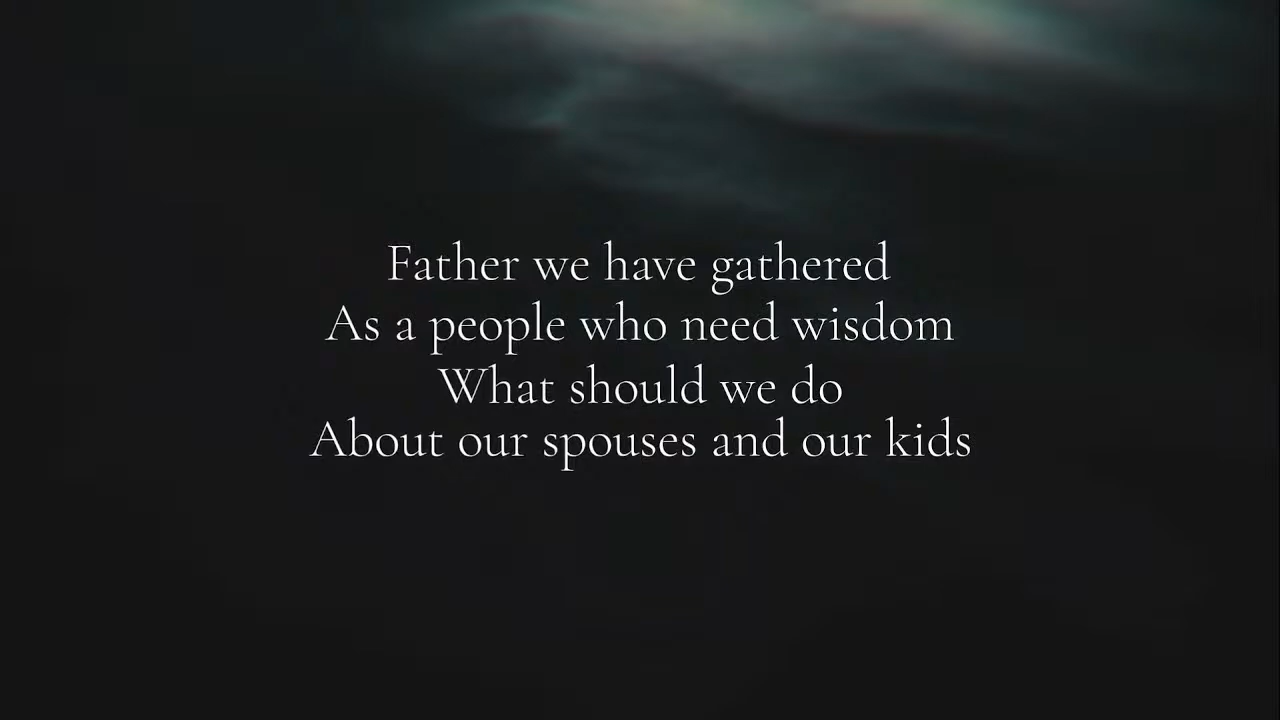 Father we have gathered
As a people who need wisdom
What should we do
About our spouses and our kids